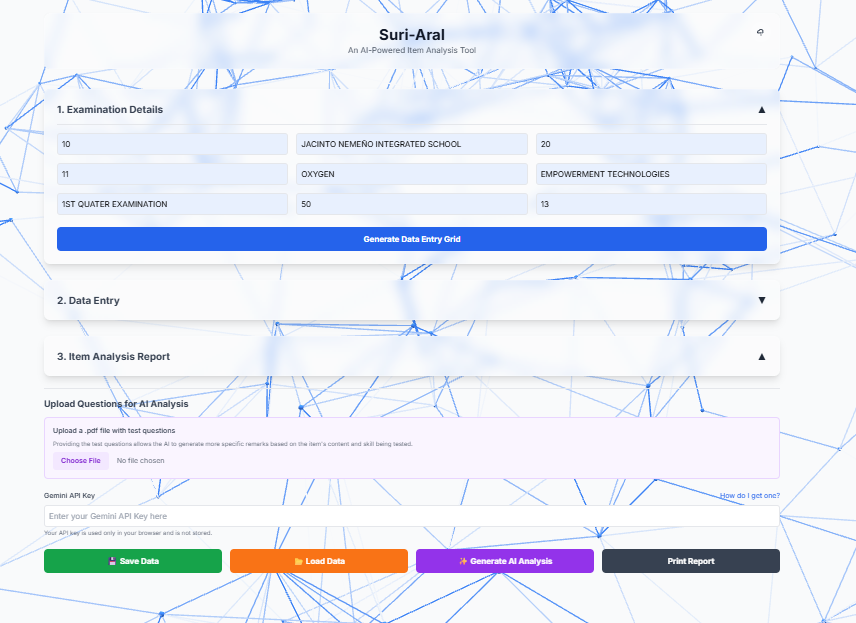 Suri-Aral
An AI-Powered Item Analysis Tool
1. Examination Details ▲
10 JACINTO NEMEÑO INTEGRATED SCHOOL 20
11 OXYGEN EMPOWERMENT TECHNOLOGIES
1ST QUATER EXAMINATION 50 13
Generate Data Entry Grid
2. Data Entry ▼
3. Item Analysis Report ▲
Upload Questions for AI Analysis
Upload a .pdf file with test questions
Providing the test questions allows the AI to generate more specific remarks based on the item's content and skill being tested.
Choose File No file chosen
Gemini API Key How do I get one?
Enter your Gemini API Key here
Your API key is used only in your browser and is not stored.
💾 Save Data 📂 Load Data ✨ Generate AI Analysis Print Report